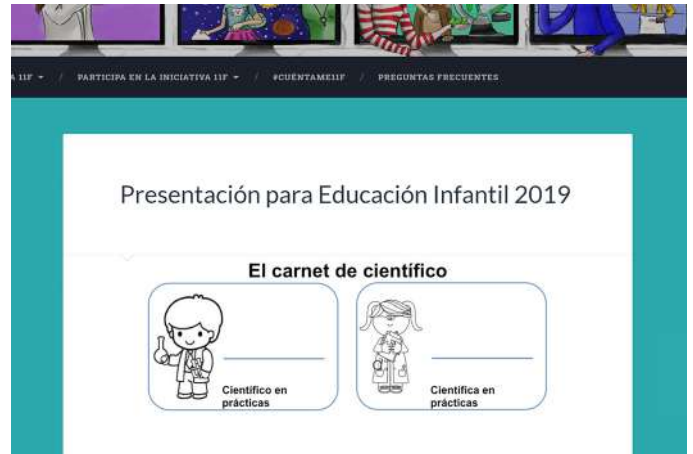 A 11F / PARTICIPA EN LA INICIATIVA 11F / #CUÉNTAME11F / PREGUNTAS FRECUENTES
Presentación para Educación Infantil 2019
El carnet de científico
Científico en
prácticas
Científica en
prácticas